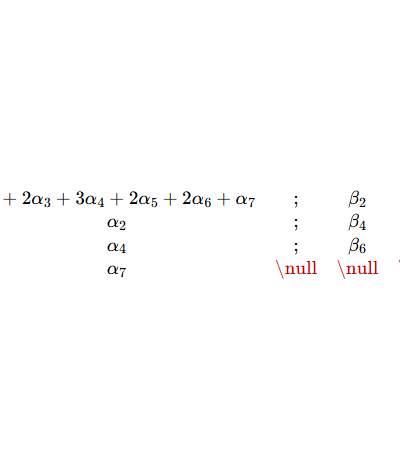 + 2α₃ + 3α₄ + 2α₅ + 2α₆ + α₇ ; β₂
α₂ ; β₄
α₄ ; β₆
α₇ \null \null